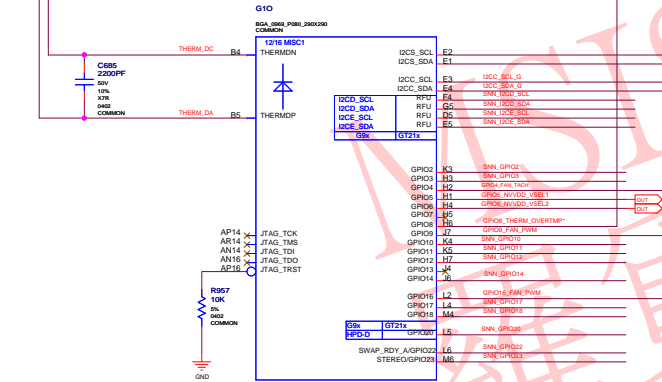 G1O
BGA_0969_P080_290X290
COMMON
12/16 MISC1
THERM_DC B4 THERMDN
C685
2200PF
50V
10%
X7R
0402
COMMON
THERM_DA B5 THERMDP
I2CS_SCL E2
I2CS_SDA E1
I2CC_SCL E3 I2CC_SCL_G
I2CC_SDA E4 I2CC_SDA_G
I2CD_SCL RFU F4 SNN_I2CD_SCL
I2CD_SDA RFU G5 SNN_I2CD_SDA
I2CE_SCL RFU D5 SNN_I2CE_SCL
I2CE_SDA RFU E5 SNN_I2CE_SDA
G9x GT21x
GPIO2 K3 SNN_GPIO2
GPIO3 H3 SNN_GPIO3
GPIO4 H2 GPIO4_FAN_TACH
GPIO5 H1 GPIO5_NVVDD_VSEL1 OUT
GPIO6 H4 GPIO6_NVVDD_VSEL2 OUT
GPIO7 H5
GPIO8 H6 GPIO8_THERM_OVERTMP*
GPIO9 J7 GPIO9_FAN_PWM
GPIO10 K4 SNN_GPIO10
GPIO11 K5 SNN_GPIO11
GPIO12 H7 SNN_GPIO12
GPIO13 J4
GPIO14 J6 SNN_GPIO14
AP14 JTAG_TCK
AR14 JTAG_TMS
AN14 JTAG_TDI
AN16 JTAG_TDO
AP16 JTAG_TRST
R957
10K
5%
0402
COMMON
GND
GPIO16 L2 GPIO16_FAN_PWM
GPIO17 L4 SNN_GPIO17
GPIO18 M4 SNN_GPIO18
G9x GT21x
HPD-D GPIO20 L5 SNN_GPIO20
SWAP_RDY_A/GPIO22 L6 SNN_GPIO22
STEREO/GPIO23 M6 SNN_GPIO23
MSIS